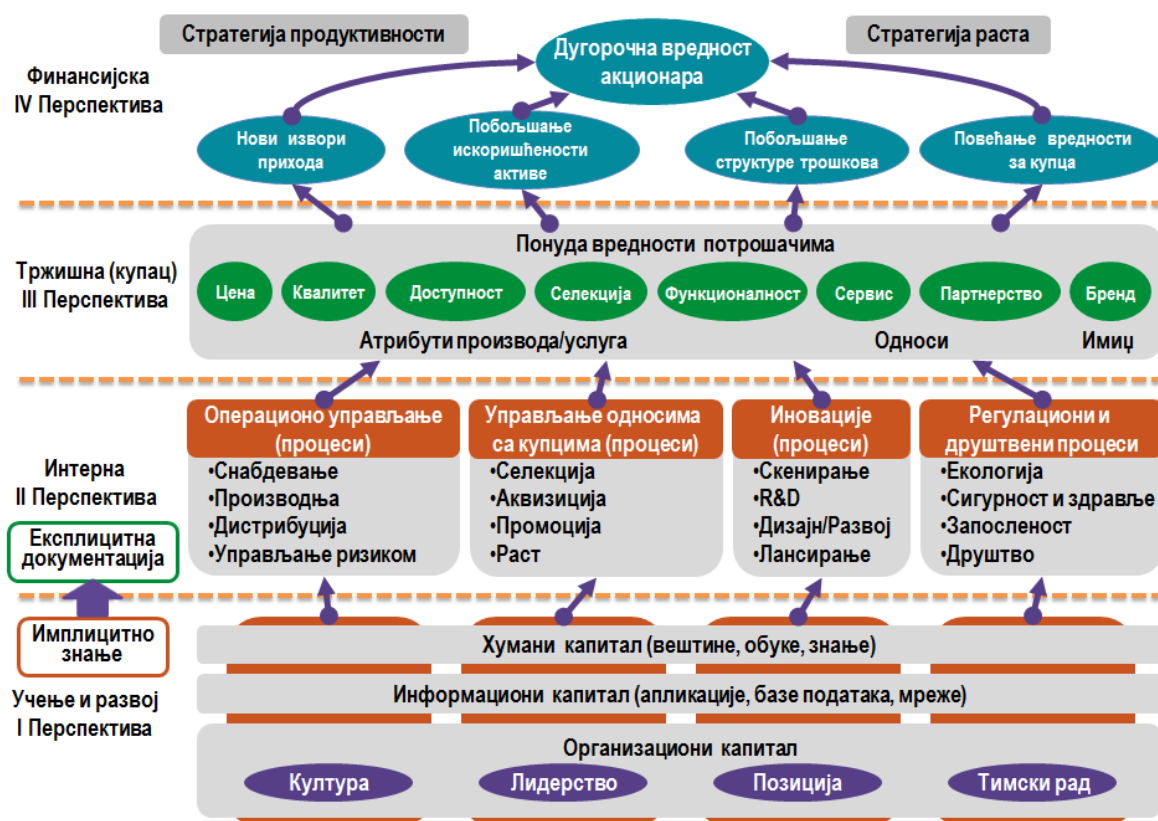 Стратегија продуктивности
Дугорочна вредност
акционара
Стратегија раста
Финансијска
IV Перспектива
Нови извори
прихода
Побољшање
искоришћености
активе
Побољшање
структуре трошкова
Повећање вредности
за купца
Понуда вредности потрошачима
Тржишна (купац)
III Перспектива
Цена
Квалитет
Доступност
Селекција
Функционалност
Сервис
Партнерство
Бренд
Атрибути производа/услуга
Односи
Имиџ
Операционо управљање
(процеси)
•Снабдевање
•Производња
•Дистрибуција
•Управљање ризиком
Управљање односима
са купцима (процеси)
•Селекција
•Аквизиција
•Промоција
•Раст
Иновације
(процеси)
•Скенирање
•R&D
•Дизајн/Развој
•Лансирање
Регулациони и
друштвени процеси
•Екологија
•Сигурност и здравље
•Запосленост
•Друштво
Интерна
II Перспектива
Експлицитна
документација
Имплицитно
знање
Учење и развој
I Перспектива
Хумани капитал (вештине, обуке, знање)
Информациони капитал (апликације, базе података, мреже)
Организациони капитал
Култура
Лидерство
Позиција
Тимски рад